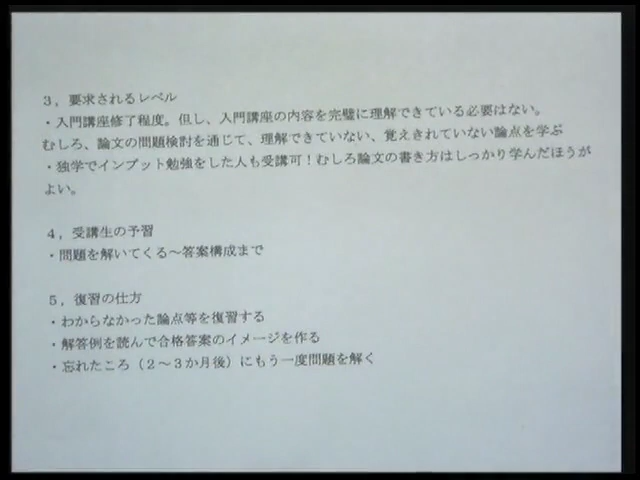 ３，要求されるレベル
・入門講座修了程度。但し、入門講座の内容を完璧に理解できている必要はない。
むしろ、論文の問題検討を通じて、理解できていない、覚えきれていない論点を学ぶ
・独学でインプット勉強をした人も受講可！むしろ論文の書き方はしっかり学んだほうが
よい。
４，受講生の予習
・問題を解いてくる～答案構成まで
５，復習の仕方
・わからなかった論点等を復習する
・解答例を読んで合格答案のイメージを作る
・忘れたころ（２～３か月後）にもう一度問題を解く